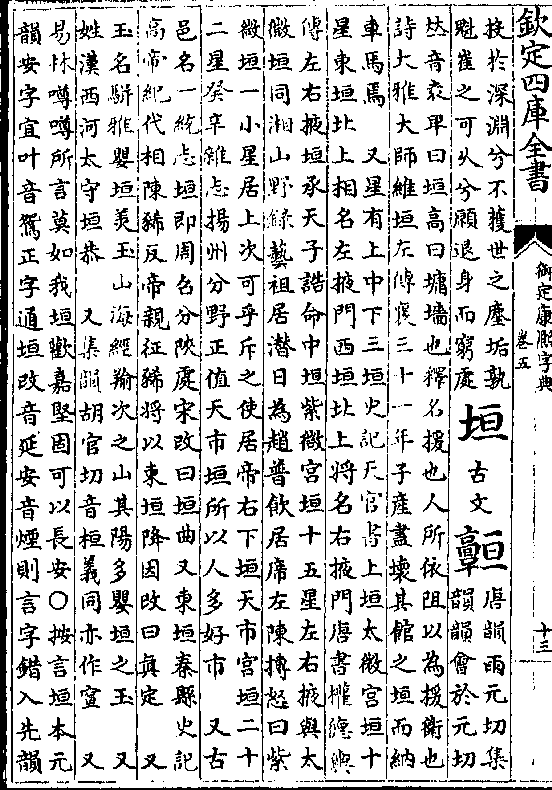 欽定四庫全書
御定康熙字典
卷五
十三
投於深淵兮不獲世之塵垢孰
魁摧之可久兮願退身而窮處
垣 古文 𩫤
唐韻雨元切集
韻韻會於元切
𠀤音袁卑曰垣高曰墉墻也釋名援也人所依阻以為援衛也
詩大雅大師維垣左傳襄三十一年子產盡壞其館之垣而納
車馬焉 又星有上中下三垣史記天官書上垣太微宫垣十
星東垣北上相名左掖門西垣北上將名右掖門唐書權德輿
傳左右掖垣承天子誥命中垣紫微宫垣十五星左右掖與太
微垣同湘山野錄藝祖居潛日為趙普飲居席左陳摶怒曰紫
微垣一小星居上次可乎斥之使居帝右下垣天市宫垣二十
二星癸辛雜志揚州分野正值天市垣所以人多好市 又古
邑名一統志垣即周召分陝處宋改曰垣曲又東垣秦縣史記
高帝紀代相陳豨反帝親征豨將以東垣降因改曰真定 又
玉名駢雅嬰垣美玉山海經羭次之山其陽多嬰垣之玉 又
姓漢西河太守垣恭 又集韻胡官切音桓義同亦作 又
易林噂噂所言莫如我垣歡嘉堅固可以長安○按言垣本元
韻安字宜叶音鴛正字通垣改音延安音煙則言字錯入先韻